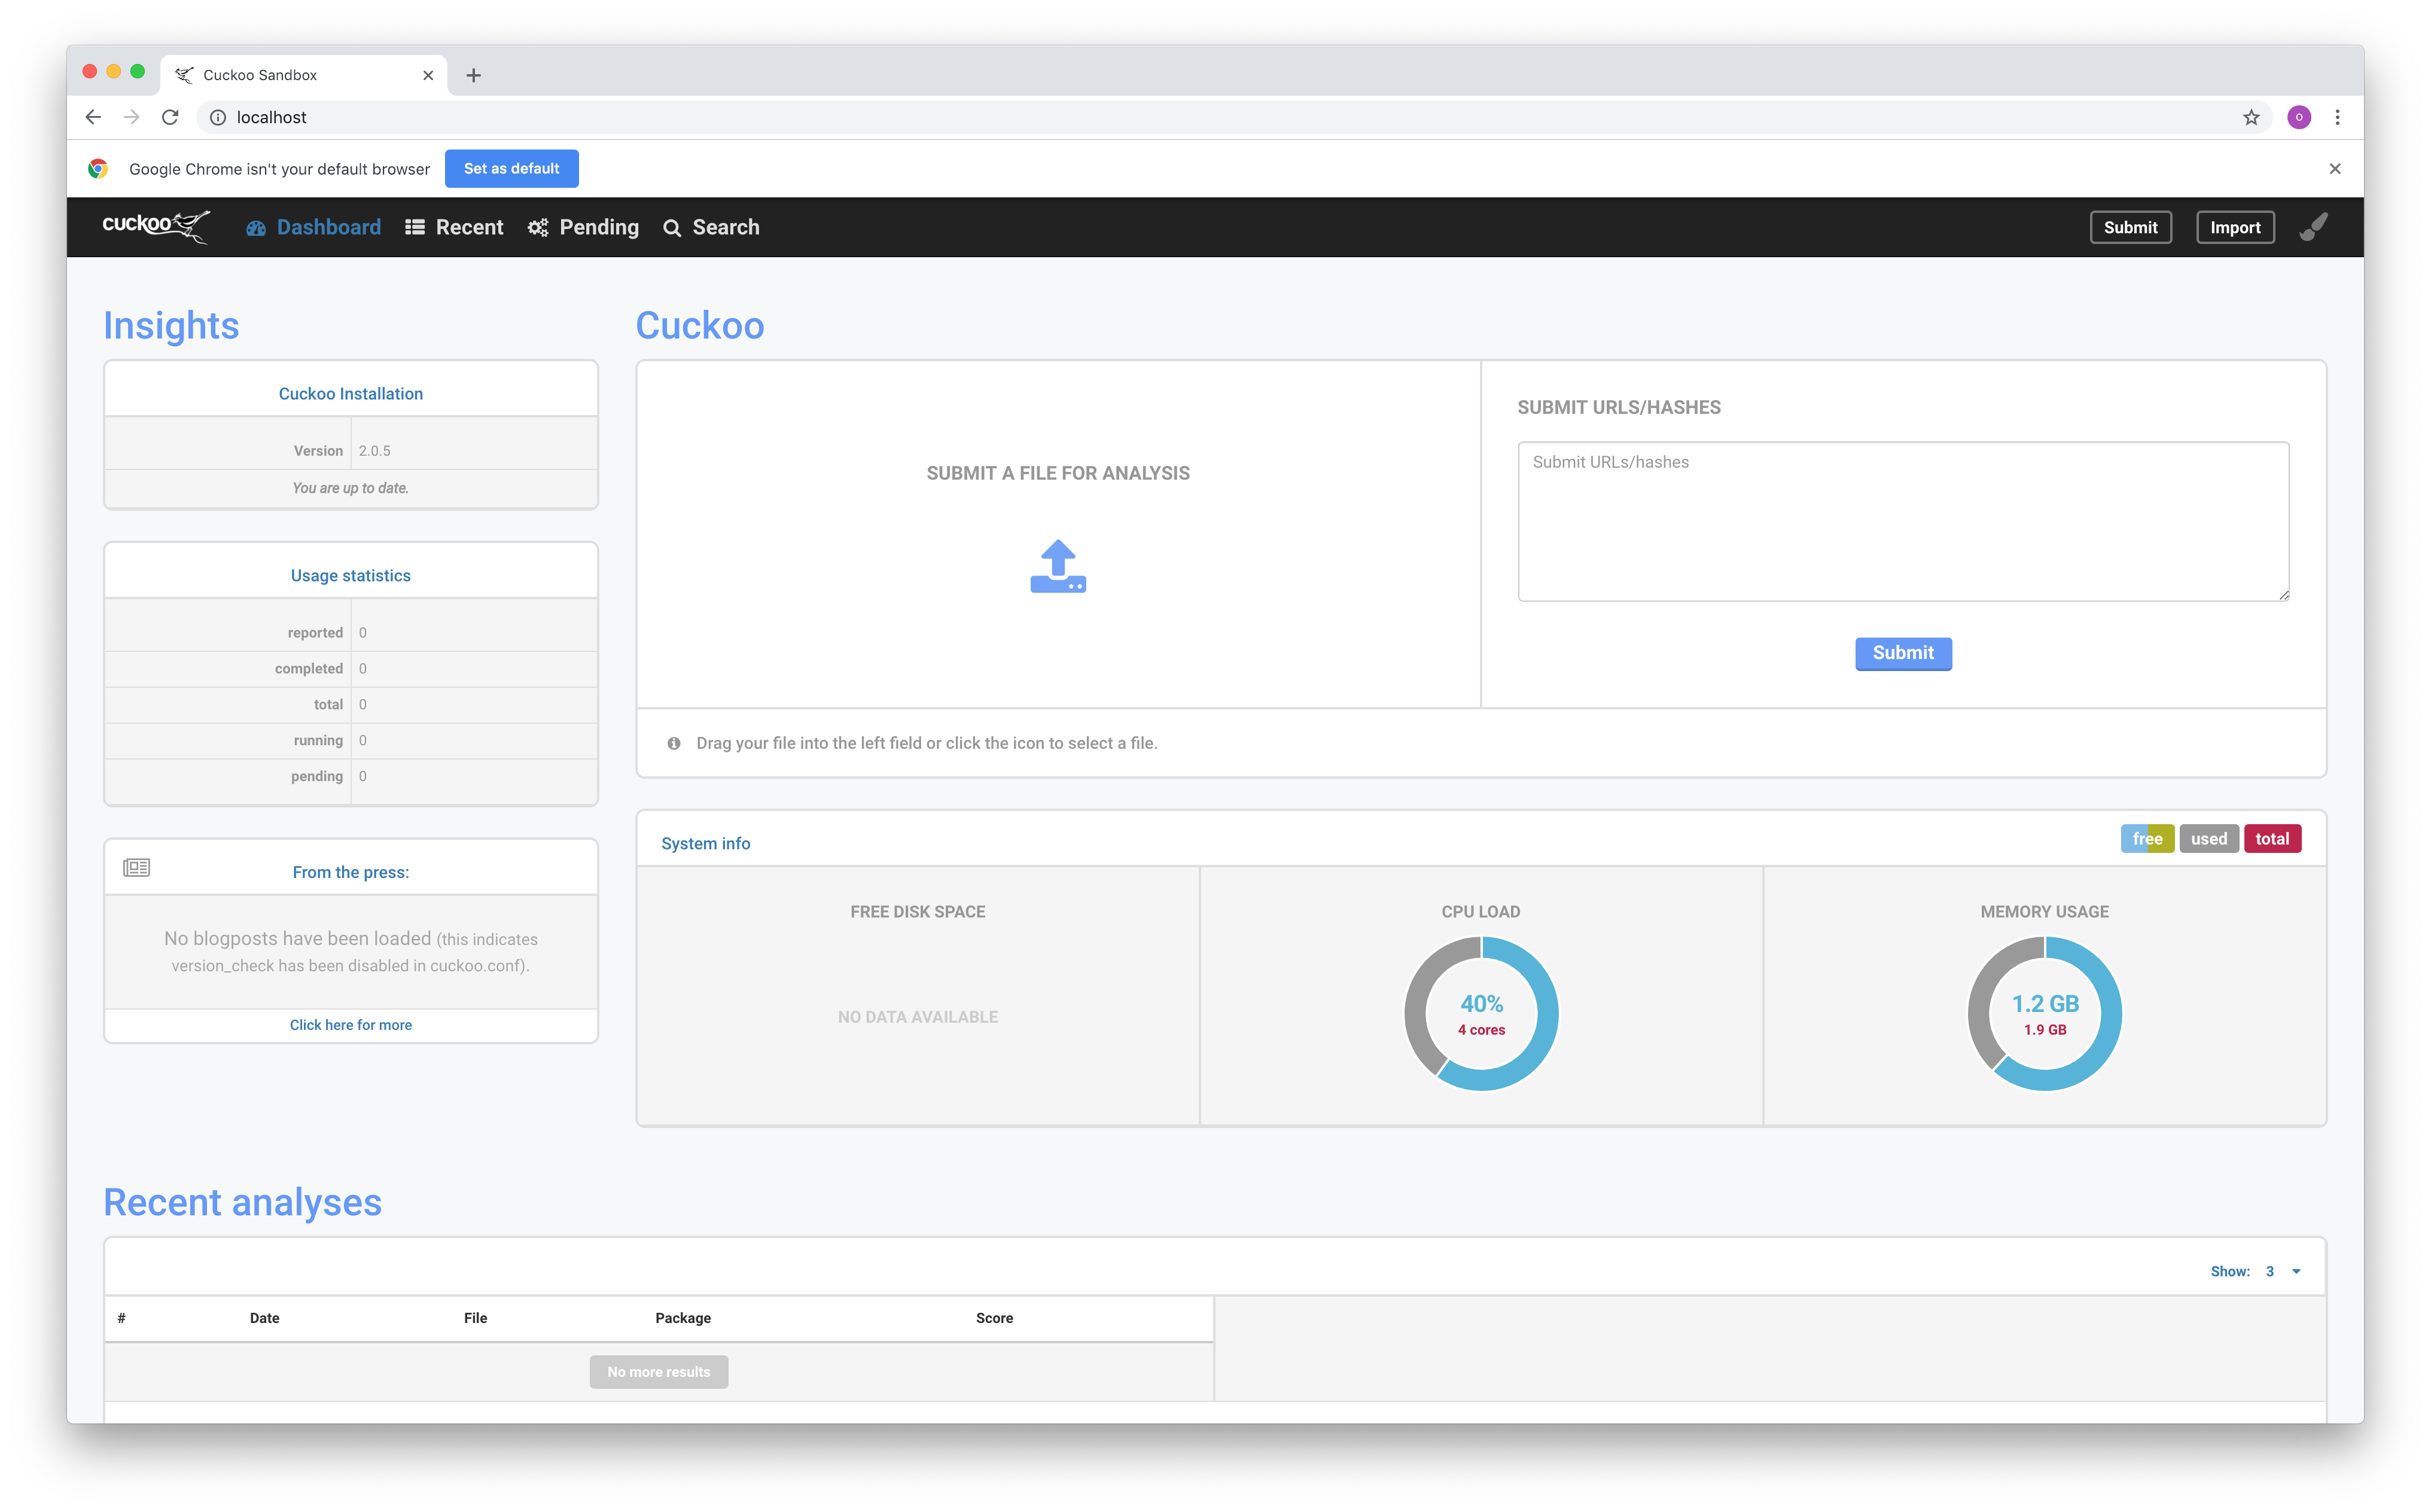 Cuckoo Sandbox
localhost
o
Google Chrome isn't your default browser
Set as default
cuckoo
Dashboard
Recent
Pending
Search
Submit
Import
Insights
Cuckoo Installation
Version 2.0.5
You are up to date.
Usage statistics
reported 0
completed 0
total 0
running 0
pending 0
From the press:
No blogposts have been loaded (this indicates
version_check has been disabled in cuckoo.conf).
Click here for more
Cuckoo
SUBMIT A FILE FOR ANALYSIS
SUBMIT URLS/HASHES
Submit URLs/hashes
Submit
Drag your file into the left field or click the icon to select a file.
System info
free
used
total
FREE DISK SPACE
NO DATA AVAILABLE
CPU LOAD
40%
4 cores
MEMORY USAGE
1.2 GB
1.9 GB
Recent analyses
Show: 3
# Date File Package Score
No more results